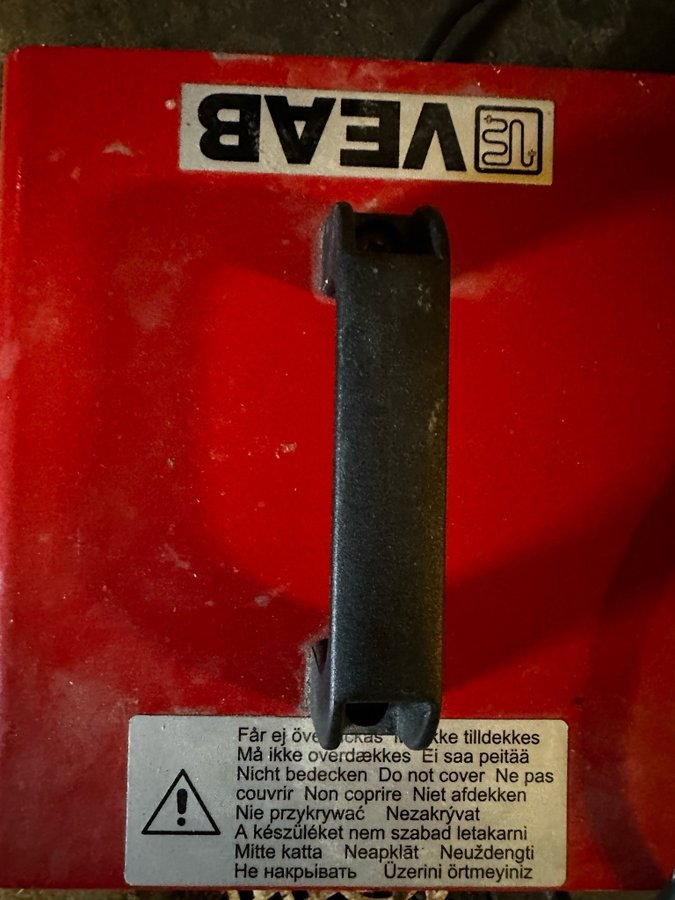 VEAB
Får ej ikke tilldekkes
Må ikke overdækkes Ei saa peitää
Nicht bedecken Do not cover Ne pas
couvrir Non coprire Niet afdekken
Nie przykrywać Nezakrývat
A készüléket nem szabad letakarni
Mitte katta Neapklāt Neuždengti
Не накрывать Üzerini örtmeyiniz